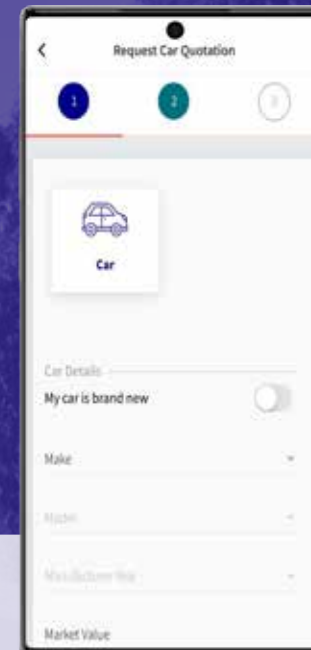 Request Car Quotation
1 2 3
Car
Car Details
My car is brand new
Make
Model
Manufacturer Year
Market Value